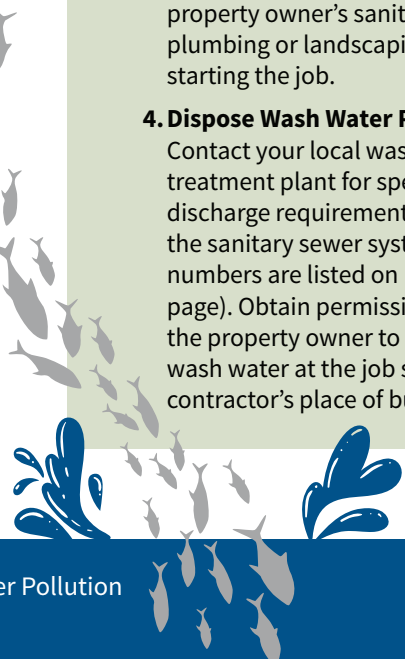 property owner’s sanit
plumbing or landscapi
starting the job.
4. Dispose Wash Water P
Contact your local was
treatment plant for spe
discharge requirement
the sanitary sewer syst
numbers are listed on
page). Obtain permissi
the property owner to
wash water at the job s
contractor’s place of bu
er Pollution